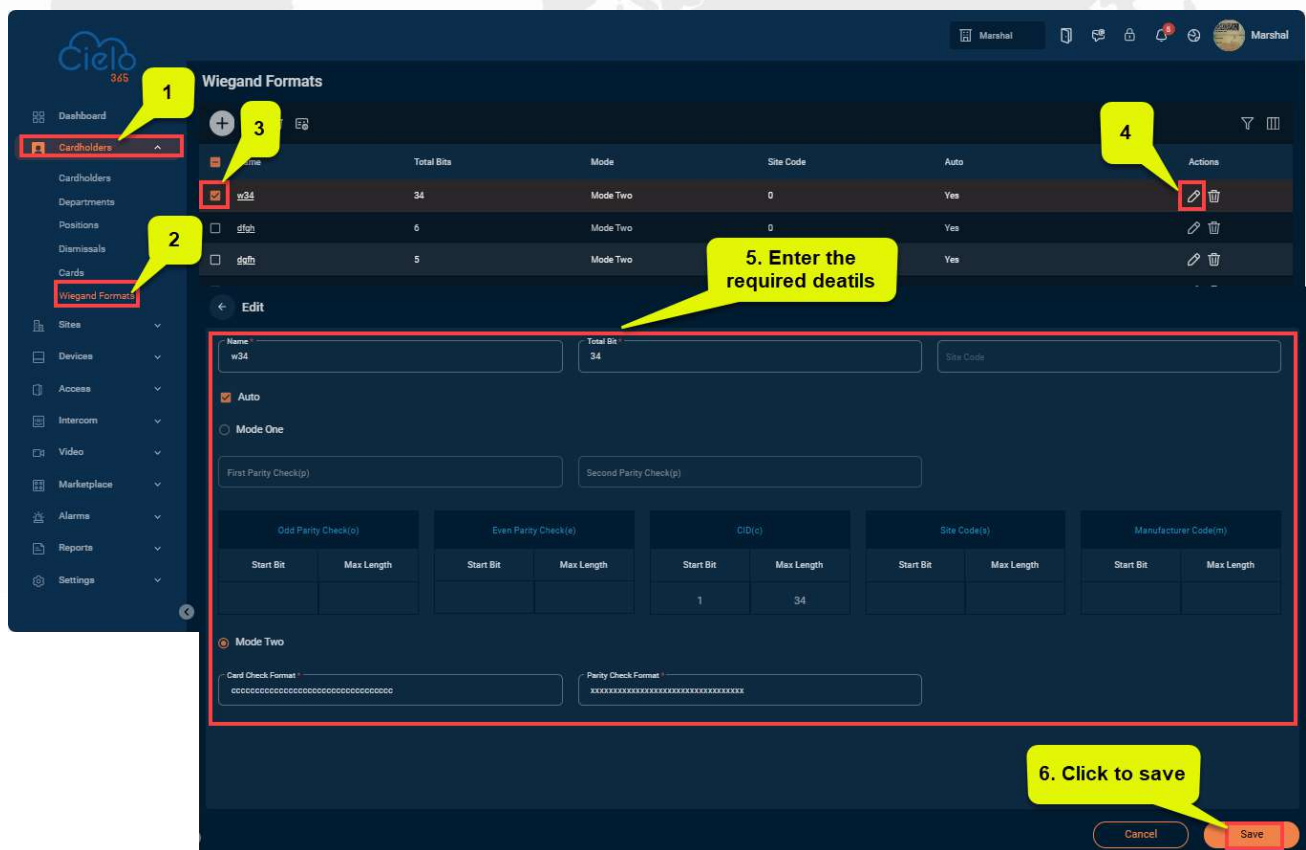 Cielo
365
Marshal
Marshal
1
Wiegand Formats
Dashboard
3
4
Cardholders
Total Bits
Mode
Site Code
Auto
Actions
Cardholders
w34
34
Mode Two
0
Yes
Departments
Positions
dfgh
6
Mode Two
0
Yes
2
Dismissals
dgfh
5
Mode Two
Yes
Cards
5. Enter the
required deatils
Wiegand Formats
Edit
Sites
Devices
Access
Intercom
Video
Marketplace
Alarms
Reports
Settings
Name *
w34
Total Bit *
34
Site Code
Auto
Mode One
First Parity Check(p)
Second Parity Check(p)
Odd Parity Check(o)
Even Parity Check(e)
CID(c)
Site Code(s)
Manufacturer Code(m)
Start Bit
Max Length
Start Bit
Max Length
Start Bit
Max Length
Start Bit
Max Length
Start Bit
Max Length
1
34
Mode Two
Card Check Format *
cccccccccccccccccccccccccccccccccc
Parity Check Format *
xxxxxxxxxxxxxxxxxxxxxxxxxxxxxxxxxx
6. Click to save
Cancel
Save